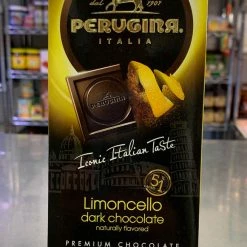 dal 1907
PERUGINA
ITALIA
PERUGINA
Iconic Italian Taste
51
Limoncello
dark chocolate
naturally flavored
PREMIUM CHOCOLATE